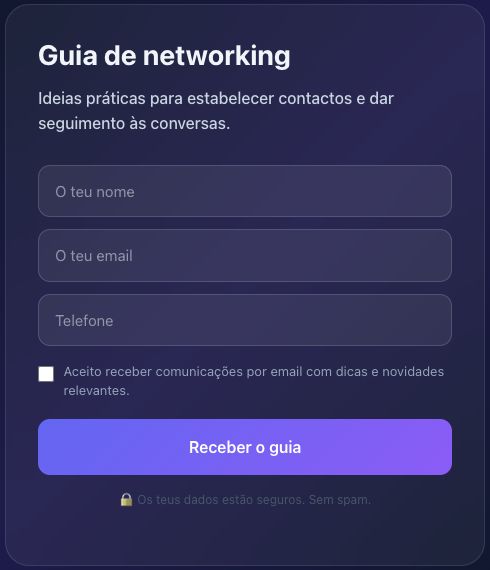 Guia de networking
Ideias práticas para estabelecer contactos e dar
seguimento às conversas.
O teu nome
O teu email
Telefone
Aceito receber comunicações por email com dicas e novidades
relevantes.
Receber o guia
🔒 Os teus dados estão seguros. Sem spam.